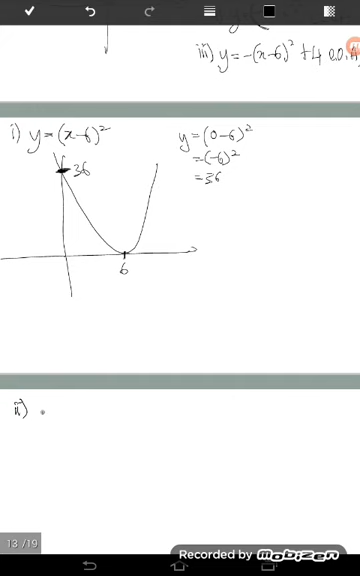 iii) y = -(x-6)² + 4
i) y = (x-6)²
y = (0-6)²
= (-6)²
= 36
36
6
ii)
13 /19
Recorded by mobizen